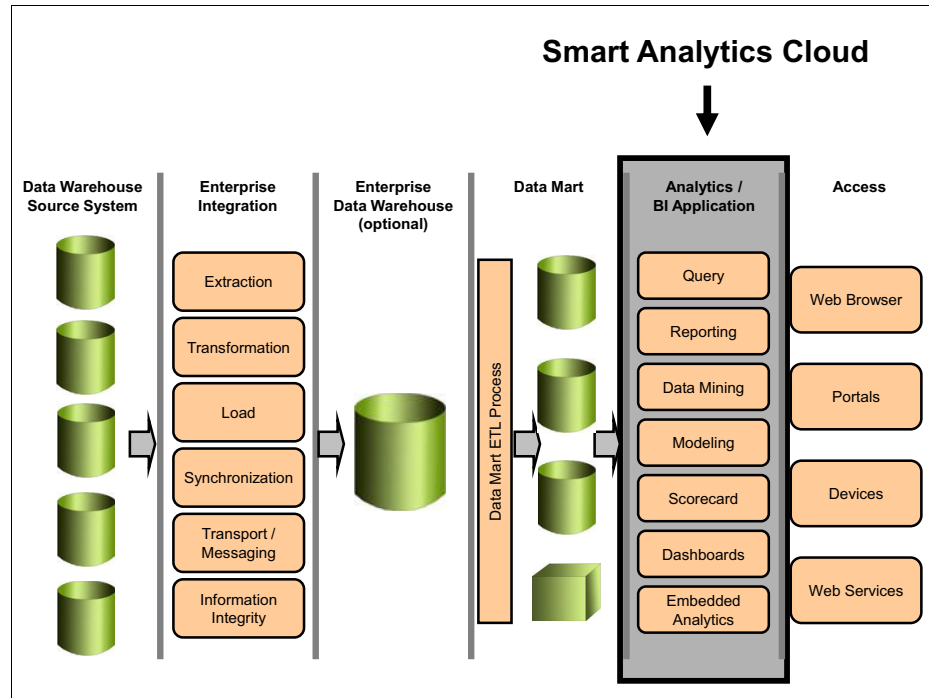 Smart Analytics Cloud
Data Warehouse
Source System
Enterprise
Integration
Enterprise
Data Warehouse
(optional)
Data Mart
Analytics /
BI Application
Access
Extraction
Transformation
Load
Synchronization
Transport /
Messaging
Information
Integrity
Data Mart ETL Process
Query
Reporting
Data Mining
Modeling
Scorecard
Dashboards
Embedded
Analytics
Web Browser
Portals
Devices
Web Services